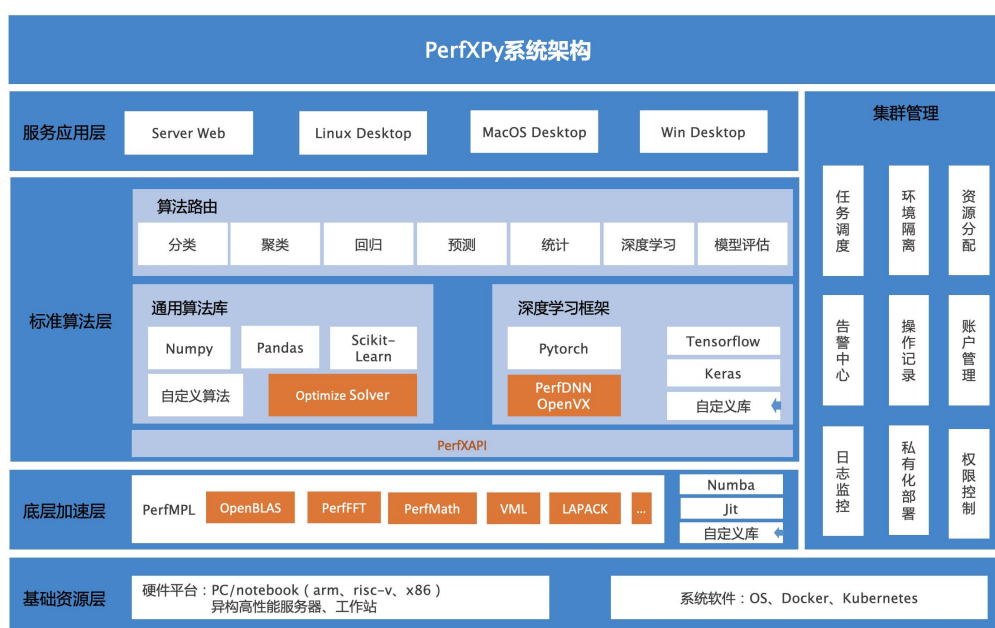 PerfXPy系统架构
服务应用层
Server Web
Linux Desktop
MacOS Desktop
Win Desktop
标准算法层
算法路由
分类
聚类
回归
预测
统计
深度学习
模型评估
通用算法库
Numpy
Pandas
Scikit-
Learn
自定义算法
Optimize Solver
深度学习框架
Pytorch
PerfDNN
OpenVX
Tensorflow
Keras
自定义库
PerfXAPI
底层加速层
PerfMPL
OpenBLAS
PerfFFT
PerfMath
VML
LAPACK
...
Numba
Jit
自定义库
集群管理
任务调度
环境隔离
资源分配
告警中心
操作记录
账户管理
日志监控
私有化部署
权限控制
基础资源层
硬件平台：PC/notebook（arm、risc-v、x86）
异构高性能服务器、工作站
系统软件：OS、Docker、Kubernetes